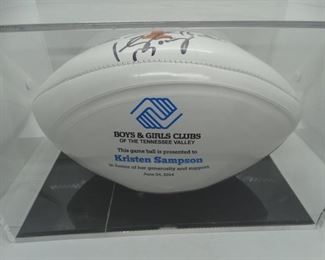 BOYS & GIRLS CLUBS
OF THE TENNESSEE VALLEY
This game ball is presented to
Kristen Sampson
in honor of her generosity and support.
June 24, 2014